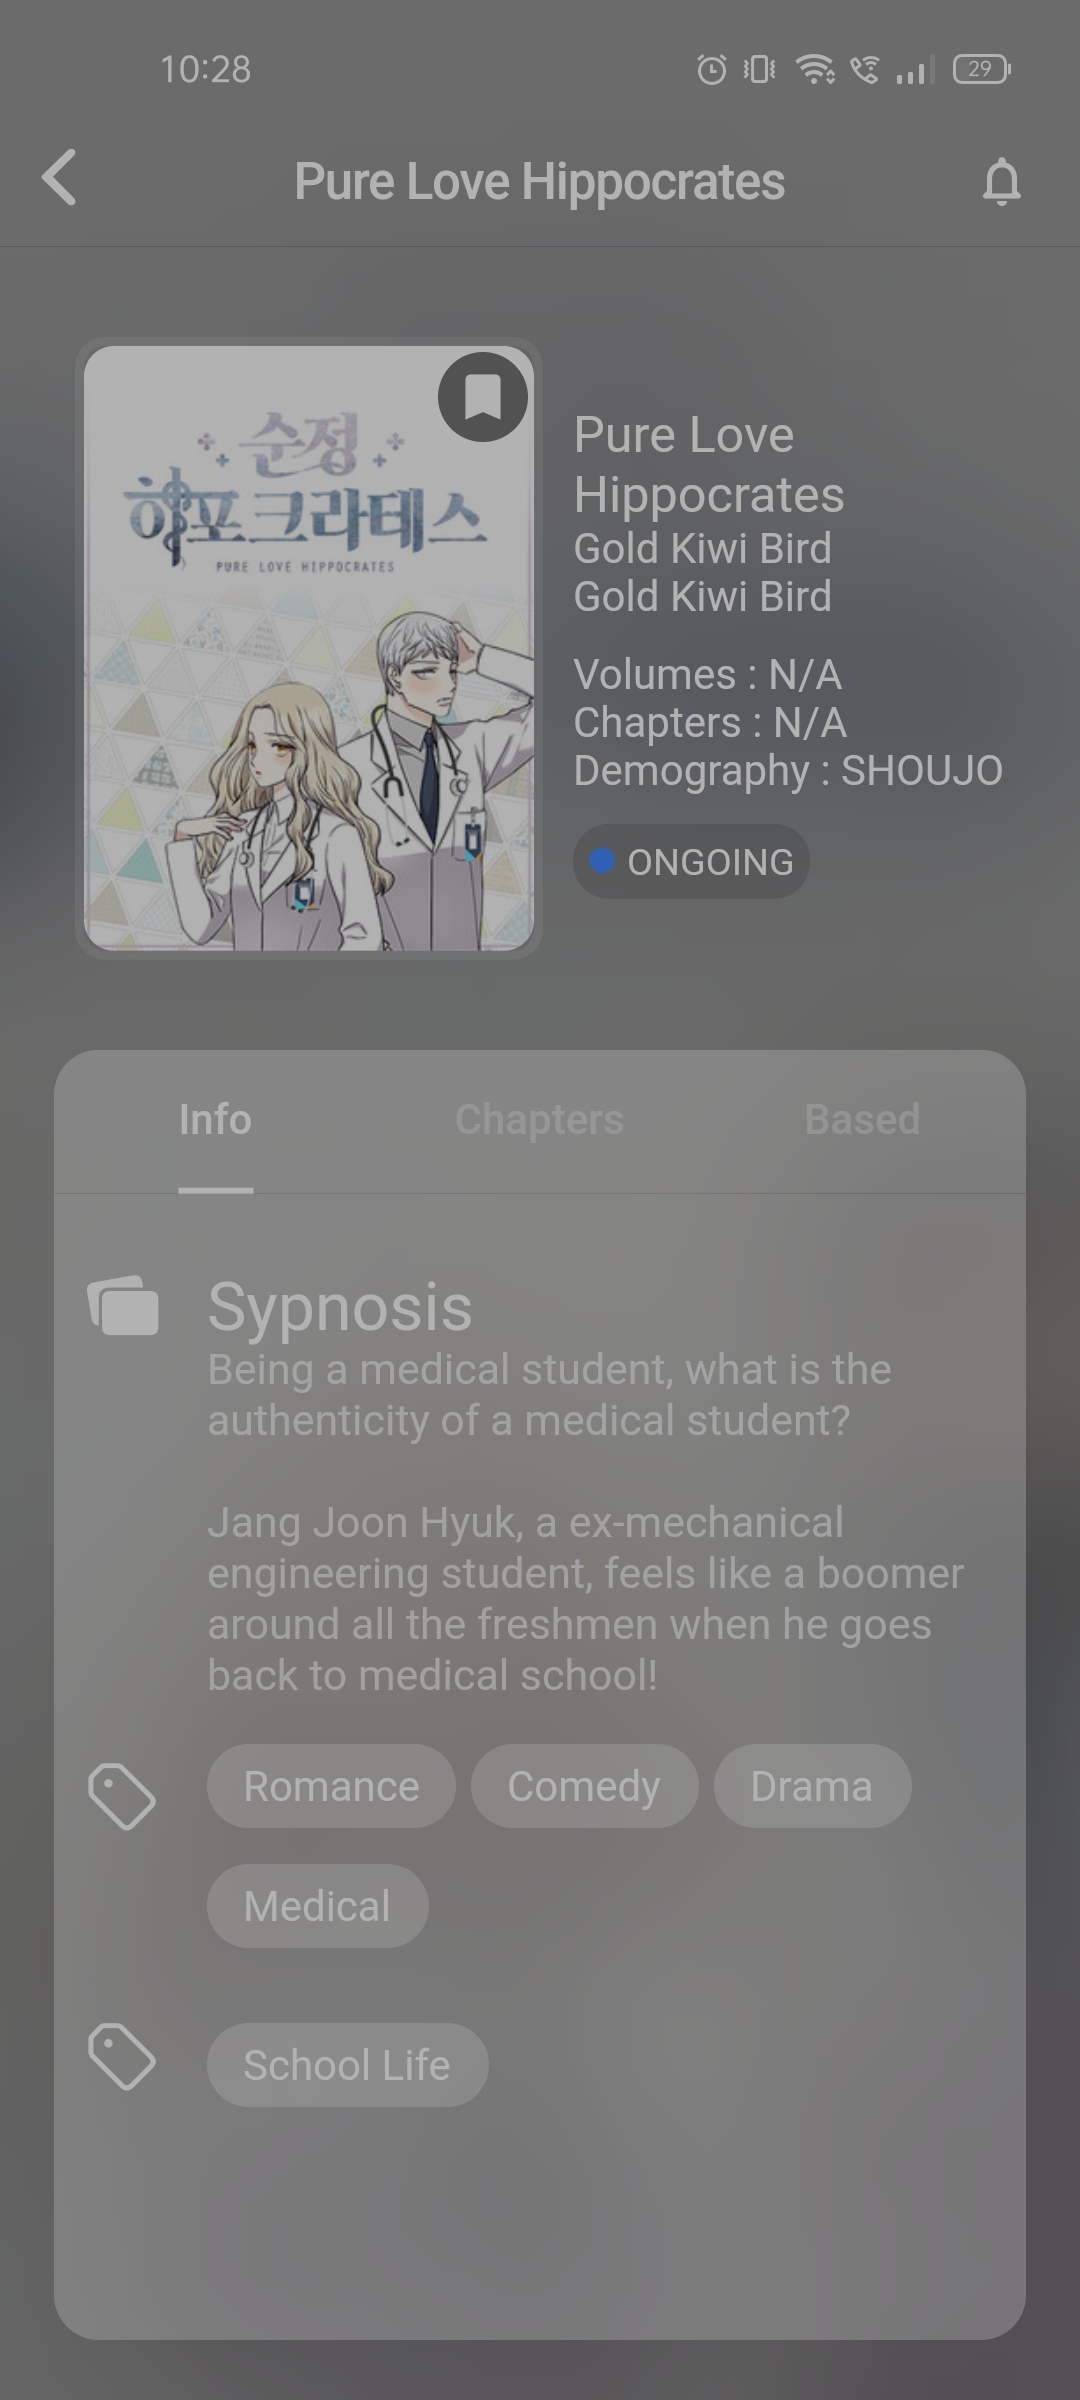 10:28
29
Pure Love Hippocrates
순정
히포크라테스
PURE LOVE HIPPOCRATES
Pure Love
Hippocrates
Gold Kiwi Bird
Gold Kiwi Bird
Volumes : N/A
Chapters : N/A
Demography : SHOUJO
ONGOING
Info
Chapters
Based
Sypnosis
Being a medical student, what is the
authenticity of a medical student?
Jang Joon Hyuk, a ex-mechanical
engineering student, feels like a boomer
around all the freshmen when he goes
back to medical school!
Romance
Comedy
Drama
Medical
School Life